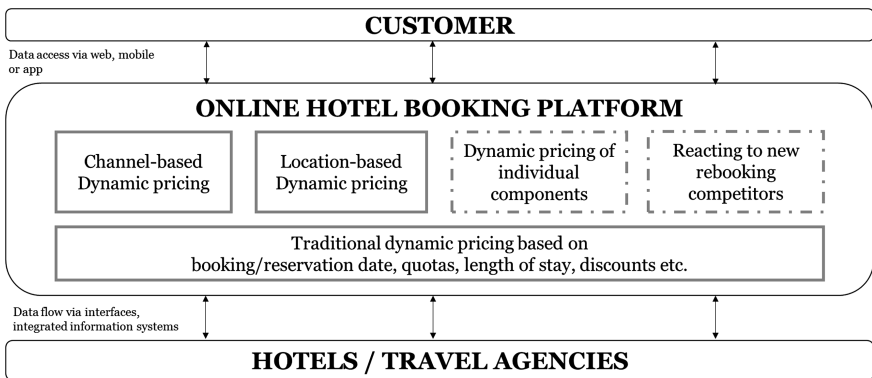 CUSTOMER
Data access via web, mobile
or app
ONLINE HOTEL BOOKING PLATFORM
Channel-based
Dynamic pricing
Location-based
Dynamic pricing
Dynamic pricing of
individual
components
Reacting to new
rebooking
competitors
Traditional dynamic pricing based on
booking/reservation date, quotas, length of stay, discounts etc.
Data flow via interfaces,
integrated information systems
HOTELS / TRAVEL AGENCIES